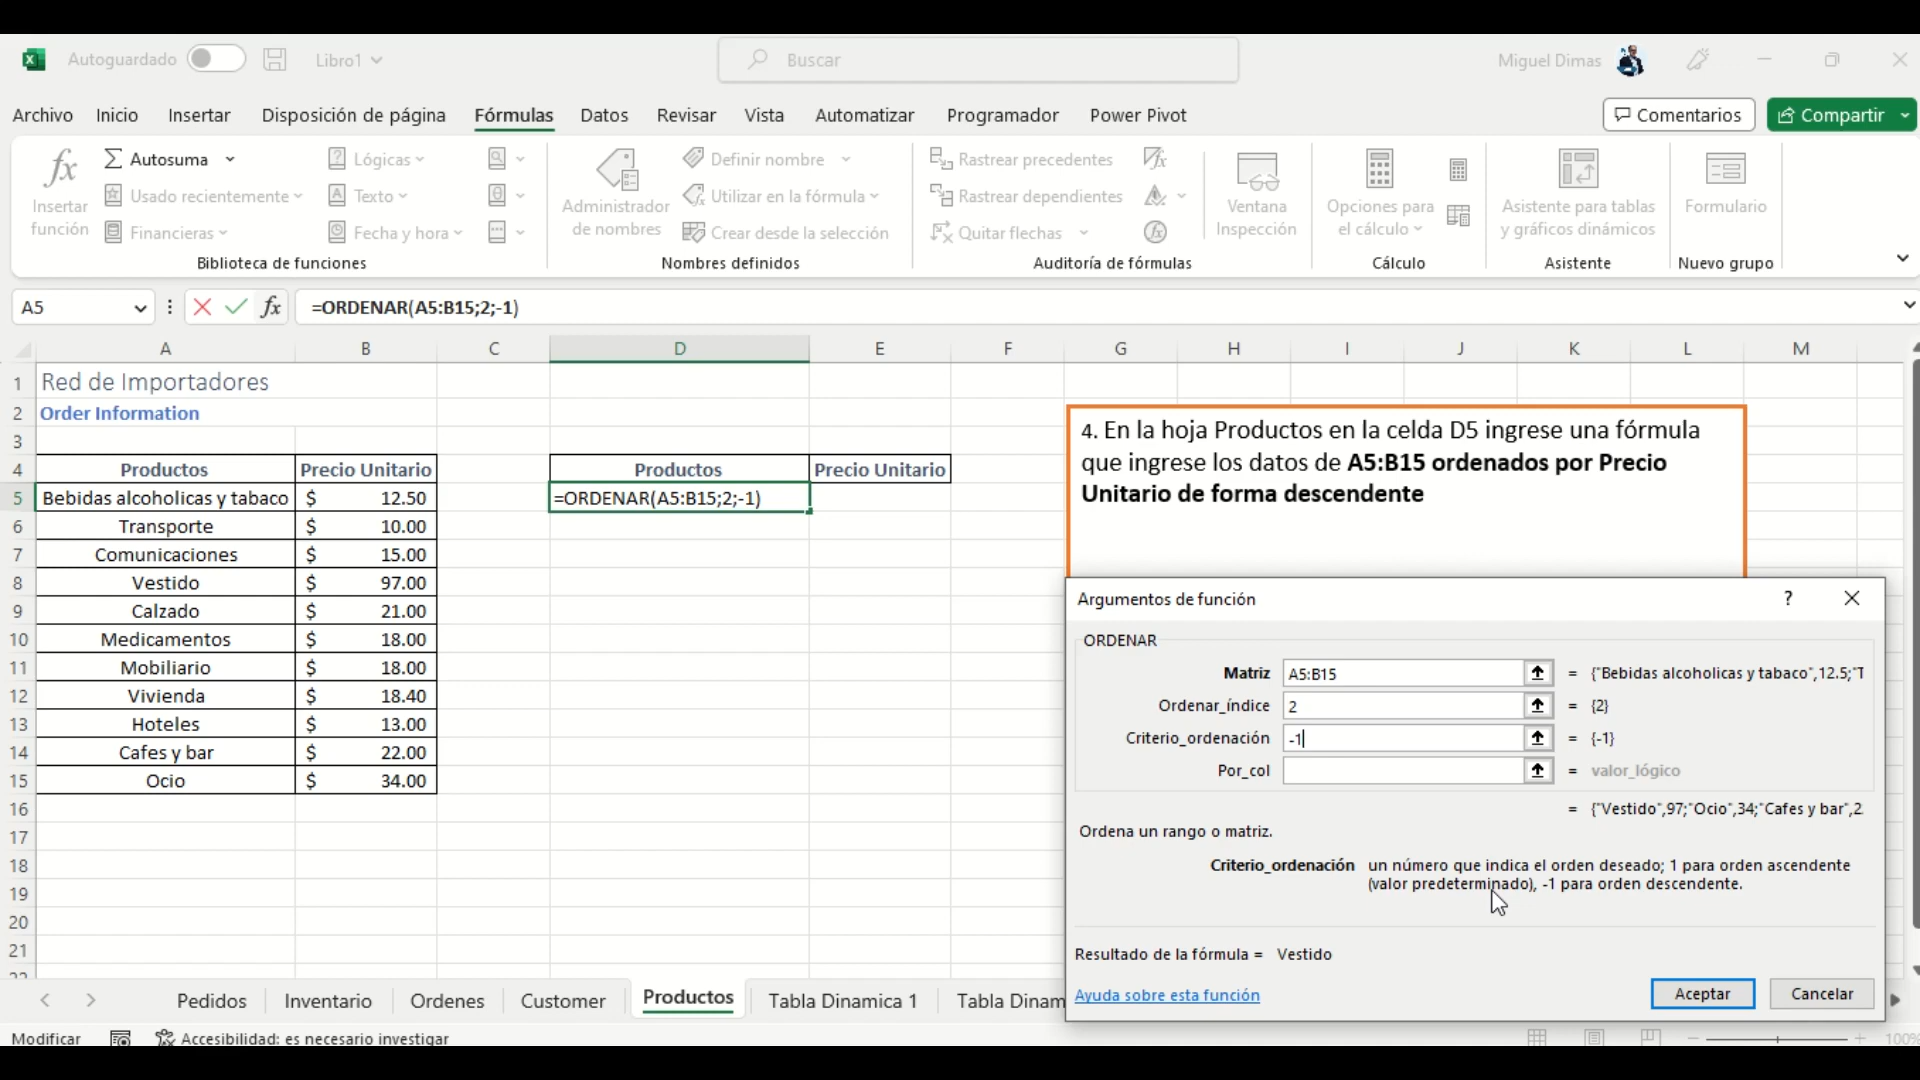 Autoguardado
Libro1
Buscar
Miguel Dimas
Archivo Inicio Insertar Disposición de página Fórmulas Datos Revisar Vista Automatizar Programador Power Pivot
Comentarios
Compartir
fx
Insertar
función
Autosuma
Usado recientemente
Financieras
Lógicas
Texto
Fecha y hora
Biblioteca de funciones
Administrador
de nombres
Definir nombre
Utilizar en la fórmula
Crear desde la selección
Nombres definidos
Rastrear precedentes
Rastrear dependientes
Quitar flechas
Auditoría de fórmulas
Ventana
Inspección
Opciones para
el cálculo
Cálculo
Asistente para tablas
y gráficos dinámicos
Asistente
Formulario
Nuevo grupo
A5
fx
=ORDENAR(A5:B15;2;-1)
A B C D E F G H I J K L M
1 Red de Importadores
2 Order Information
3
4 Productos Precio Unitario Productos Precio Unitario
5 Bebidas alcoholicas y tabaco $ 12.50 =ORDENAR(A5:B15;2;-1)
6 Transporte $ 10.00
7 Comunicaciones $ 15.00
8 Vestido $ 97.00
9 Calzado $ 21.00
10 Medicamentos $ 18.00
11 Mobiliario $ 18.00
12 Vivienda $ 18.40
13 Hoteles $ 13.00
14 Cafes y bar $ 22.00
15 Ocio $ 34.00
16
17
18
19
20
21
22
4. En la hoja Productos en la celda D5 ingrese una fórmula
que ingrese los datos de A5:B15 ordenados por Precio
Unitario de forma descendente
Argumentos de función ?
ORDENAR
Matriz A5:B15 = {"Bebidas alcoholicas y tabaco",12.5;"T
Ordenar_índice 2 = {2}
Criterio_ordenación -1 = {-1}
Por_col = valor_lógico
= {"Vestido",97;"Ocio",34;"Cafes y bar",2
Ordena un rango o matriz.
Criterio_ordenación un número que indica el orden deseado; 1 para orden ascendente
(valor predeterminado), -1 para orden descendente.
Resultado de la fórmula = Vestido
Ayuda sobre esta función
Aceptar
Cancelar
Pedidos Inventario Ordenes Customer Productos Tabla Dinamica 1 Tabla Dinam
Modificar
Accesibilidad: es necesario investigar
100%